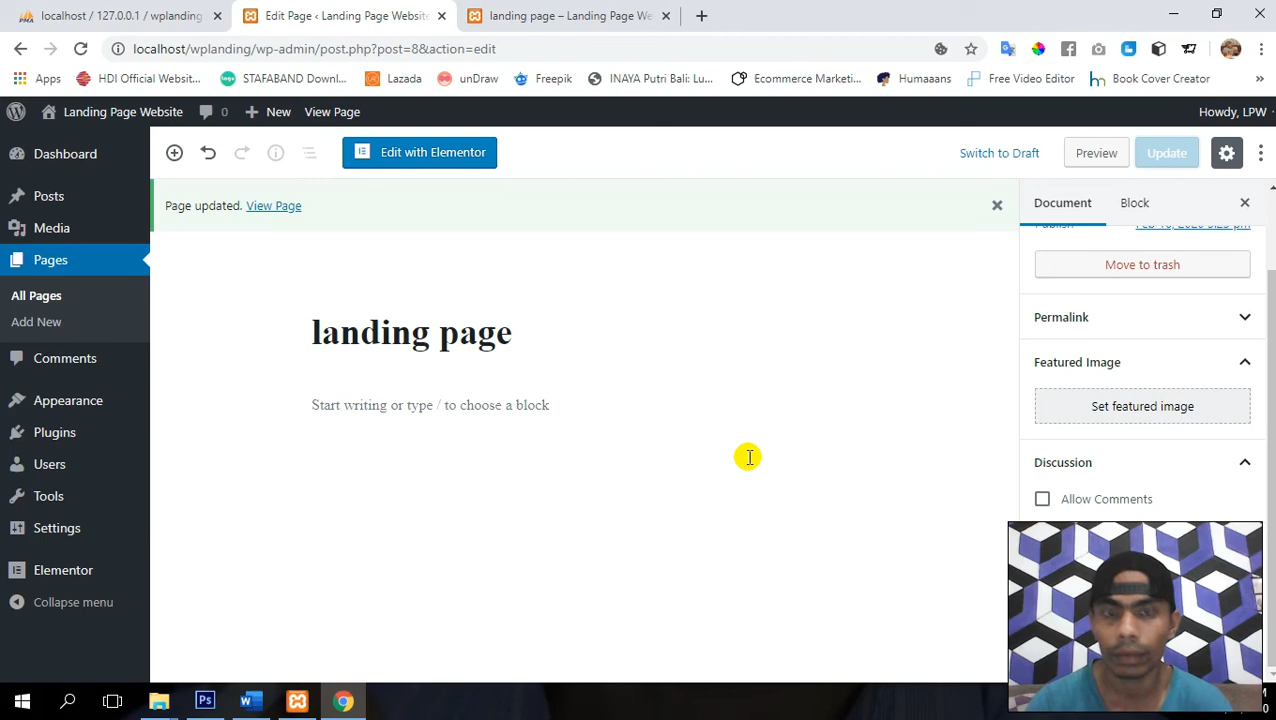 localhost / 127.0.0.1 / wplanding
Edit Page ‹ Landing Page Website
landing page – Landing Page We
localhost/wplanding/wp-admin/post.php?post=8&action=edit
Apps
HDI Official Websit...
STAFABAND Downl...
Lazada
unDraw
Freepik
INAYA Putri Bali: Lu...
Ecommerce Marketi...
Humaaans
Free Video Editor
Book Cover Creator
»
Landing Page Website
0
New
View Page
Howdy, LPW
Dashboard
Posts
Media
Pages
All Pages
Add New
Comments
Appearance
Plugins
Users
Tools
Settings
Elementor
Collapse menu
Edit with Elementor
Switch to Draft
Preview
Update
Page updated. View Page
landing page
Start writing or type / to choose a block
Document
Block
Move to trash
Permalink
Featured Image
Set featured image
Discussion
Allow Comments